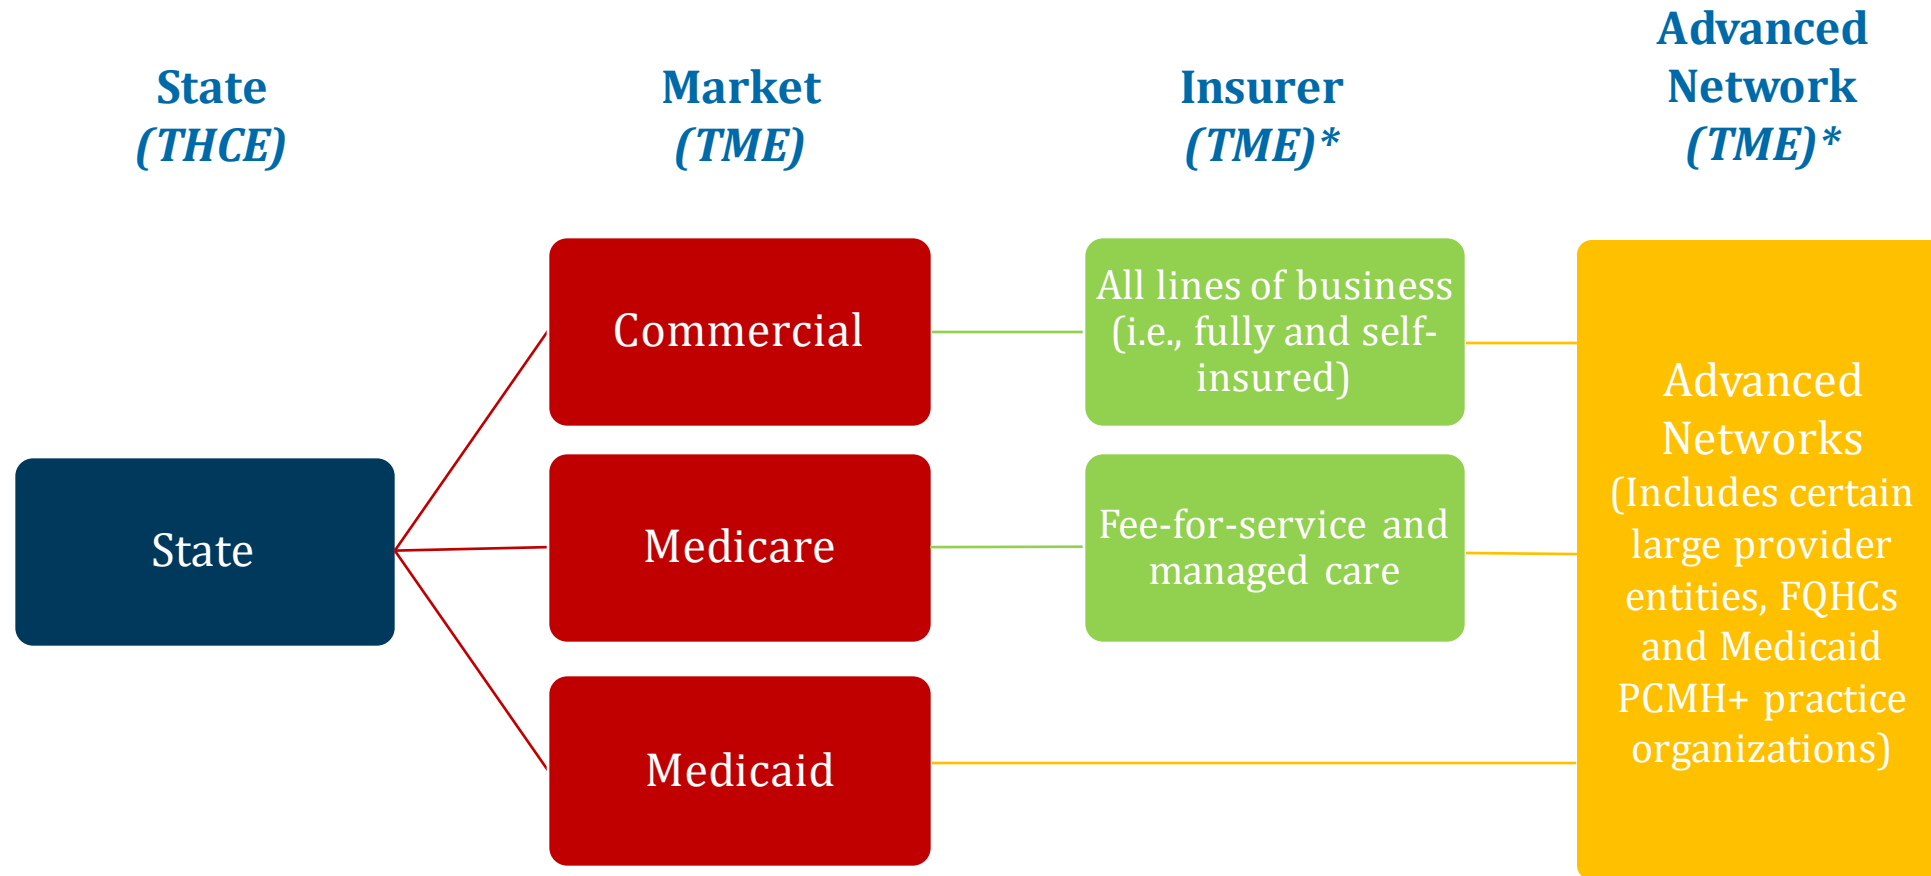 State
(THCE)
Market
(TME)
Insurer
(TME)*
Advanced
Network
(TME)*
State
Commercial
Medicare
Medicaid
All lines of business
(i.e., fully and self-
insured)
Fee-for-service and
managed care
Advanced
Networks
(Includes certain
large provider
entities, FQHCs
and Medicaid
PCMH+ practice
organizations)